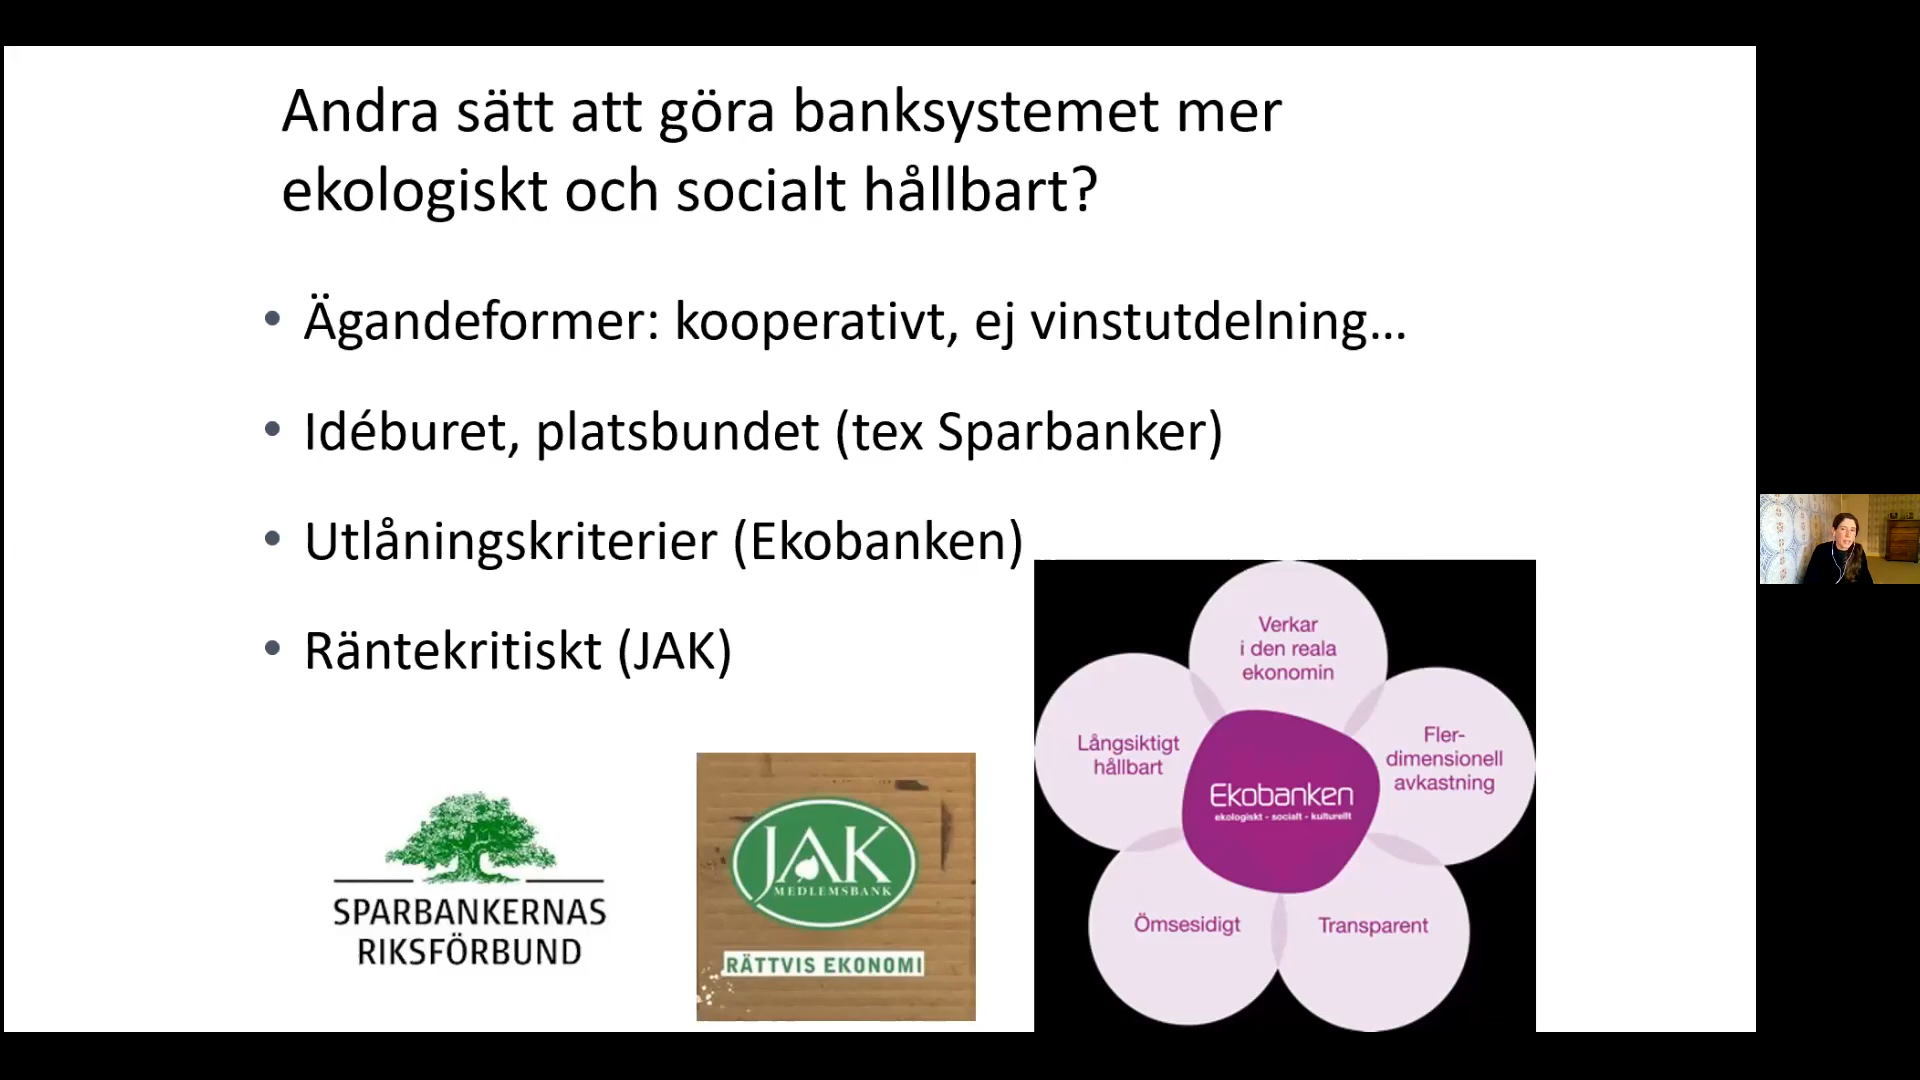 Andra sätt att göra banksystemet mer
ekologiskt och socialt hållbart?
• Ägandeformer: kooperativt, ej vinstutdelning...
• Idéburet, platsbundet (tex Sparbanker)
• Utlåningskriterier (Ekobanken)
• Räntekritiskt (JAK)
SPARBANKERNAS
RIKSFÖRBUND
JAK
MEDLEMSBANK
RÄTTVIS EKONOMI
Verkar
i den reala
ekonomin
Långsiktigt
hållbart
Fler-
dimensionell
avkastning
Ekobanken
ekologiskt - socialt - kulturellt
Ömsesidigt
Transparent